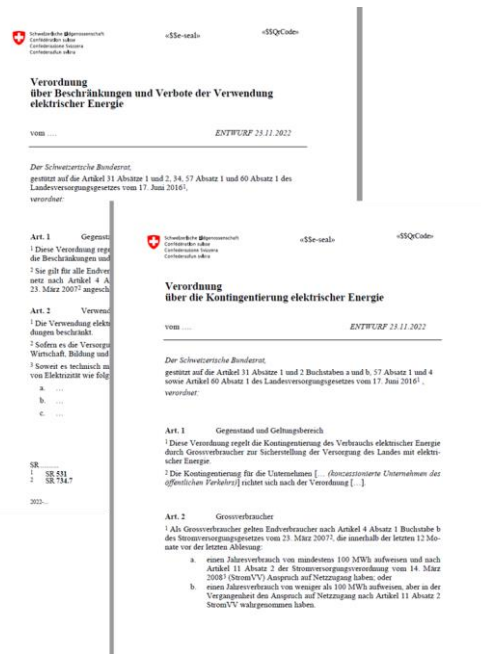 Schweizerische Eidgenossenschaft
Confédération suisse
Confederazione Svizzera
Confederaziun svizra
«$$e-seal»
«$$QrCode»
Verordnung
über Beschränkungen und Verbote der Verwendung
elektrischer Energie
vom ....
ENTWURF 23.11.2022
Der Schweizerische Bundesrat,
gestützt auf die Artikel 31 Absätze 1 und 2, 34, 57 Absatz 1 und 60 Absatz 1 des
Landesversorgungsgesetzes vom 17. Juni 2016¹,
verordnet:
Art. 1
¹ Diese Verordnung
die Beschränkungen und
² Sie gilt für alle
netz nach Artikel 4
23. März 2007²
Art. 2
¹ Die Verwendung
dungen beschränkt.
² Sofern es die
Wirtschaft, Bildung und
³ Soweit es technisch
von Elektrizität wie
a. ...
b. ...
c. ...
SR .......
¹ SR 531
² SR 734.7
2022-...
Schweizerische Eidgenossenschaft
Confédération suisse
Confederazione Svizzera
Confederaziun svizra
«$$e-seal»
«$$QrCode»
Verordnung
über die Kontingentierung elektrischer Energie
vom ....
ENTWURF 23.11.2022
Der Schweizerische Bundesrat,
gestützt auf die Artikel 31 Absätze 1 und 2 Buchstaben a und b, 57 Absatz 1 und 4
sowie Artikel 60 Absatz 1 des Landesversorgungsgesetzes vom 17. Juni 2016¹ ,
verordnet:
Art. 1 Gegenstand und Geltungsbereich
¹ Diese Verordnung regelt die Kontingentierung des Verbrauchs elektrischer Energie
durch Grossverbraucher zur Sicherstellung der Versorgung des Landes mit elektri-
scher Energie.
² Die Kontingentierung für die Unternehmen [… (konzessionierte Unternehmen des
öffentlichen Verkehrs)] richtet sich nach der Verordnung […].
Art. 2 Grossverbraucher
¹ Als Grossverbraucher gelten Endverbraucher nach Artikel 4 Absatz 1 Buchstabe b
des Stromversorgungsgesetzes vom 23. März 2007², die innerhalb der letzten 12 Mo-
nate vor der letzten Ablesung:
a. einen Jahresverbrauch von mindestens 100 MWh aufweisen und nach
Artikel 11 Absatz 2 der Stromversorgungsverordnung vom 14. März
2008³ (StromVV) Anspruch auf Netzzugang haben; oder
b. einen Jahresverbrauch von weniger als 100 MWh aufweisen, aber in der
Vergangenheit den Anspruch auf Netzzugang nach Artikel 11 Absatz 2
StromVV wahrgenommen haben.